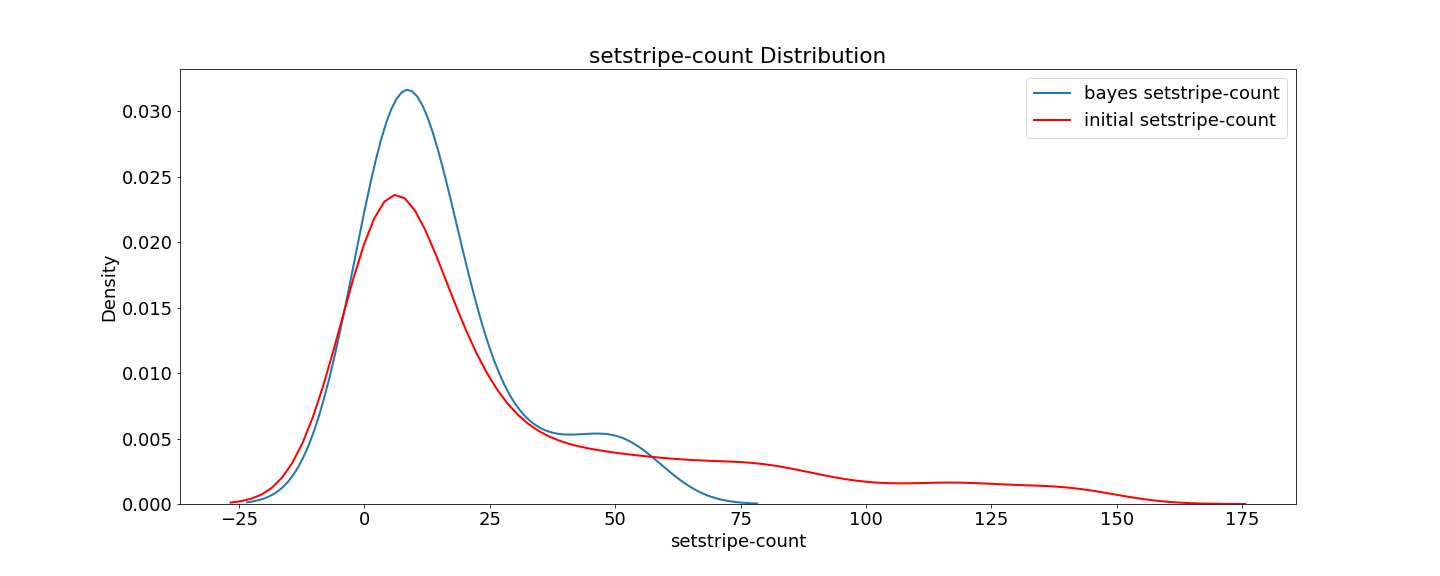 setstripe-count Distribution
bayes setstripe-count
initial setstripe-count
0.030
0.025
0.020
0.015
0.010
0.005
0.000
Density
−25 0 25 50 75 100 125 150 175
setstripe-count